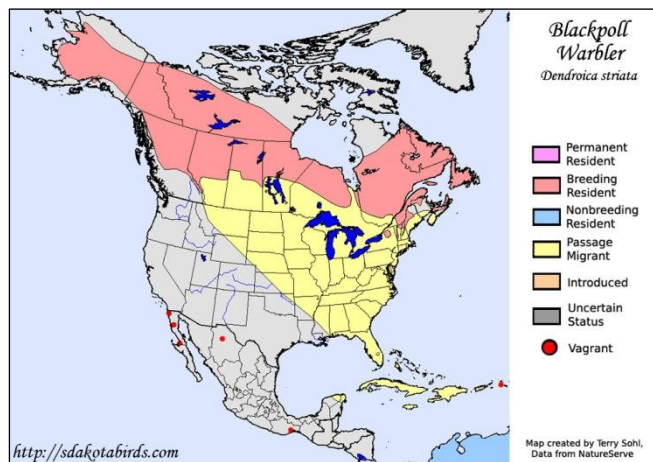 Blackpoll
Warbler
Dendroica striata
Permanent
Resident
Breeding
Resident
Nonbreeding
Resident
Passage
Migrant
Introduced
Uncertain
Status
Vagrant
Map created by Terry Sohl,
Data from NatureServe
http://sdakotabirds.com